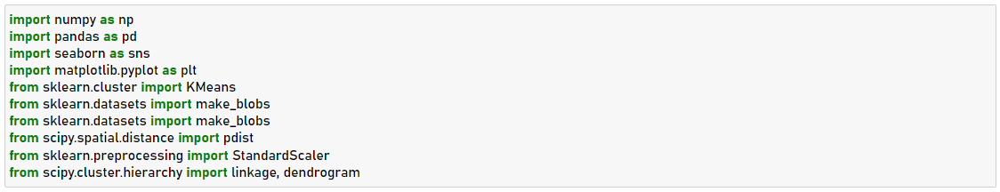 import numpy as np
import pandas as pd
import seaborn as sns
import matplotlib.pyplot as plt
from sklearn.cluster import KMeans
from sklearn.datasets import make_blobs
from sklearn.datasets import make_blobs
from scipy.spatial.distance import pdist
from sklearn.preprocessing import StandardScaler
from scipy.cluster.hierarchy import linkage, dendrogram